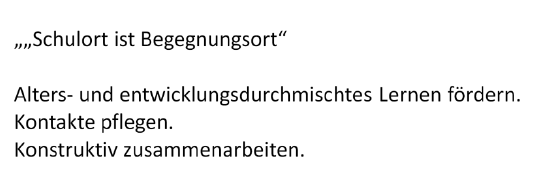 „„Schulort ist Begegnungsort“
Alters- und entwicklungsdurchmischtes Lernen fördern.
Kontakte pflegen.
Konstruktiv zusammenarbeiten.